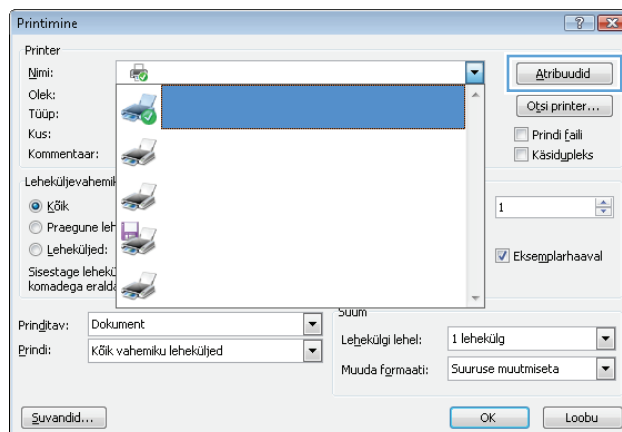 Printimine
Printer
Nimi:
Atribuudid
Olek:
Tüüp:
Otsi printer...
Kus:
Prindi faili
Kommentaar:
Käsidupleks
Leheküljevahemik
Kõik
1
Praegune leh
Leheküljed:
Eksemplarhaaval
Sisestage lehekü
komadega eralda
Suum
Prinditav: Dokument
Lehekülgi lehel: 1 lehekülg
Prindi: Kõik vahemiku leheküljed
Muuda formaati: Suuruse muutmiseta
Suvandid...
OK
Loobu